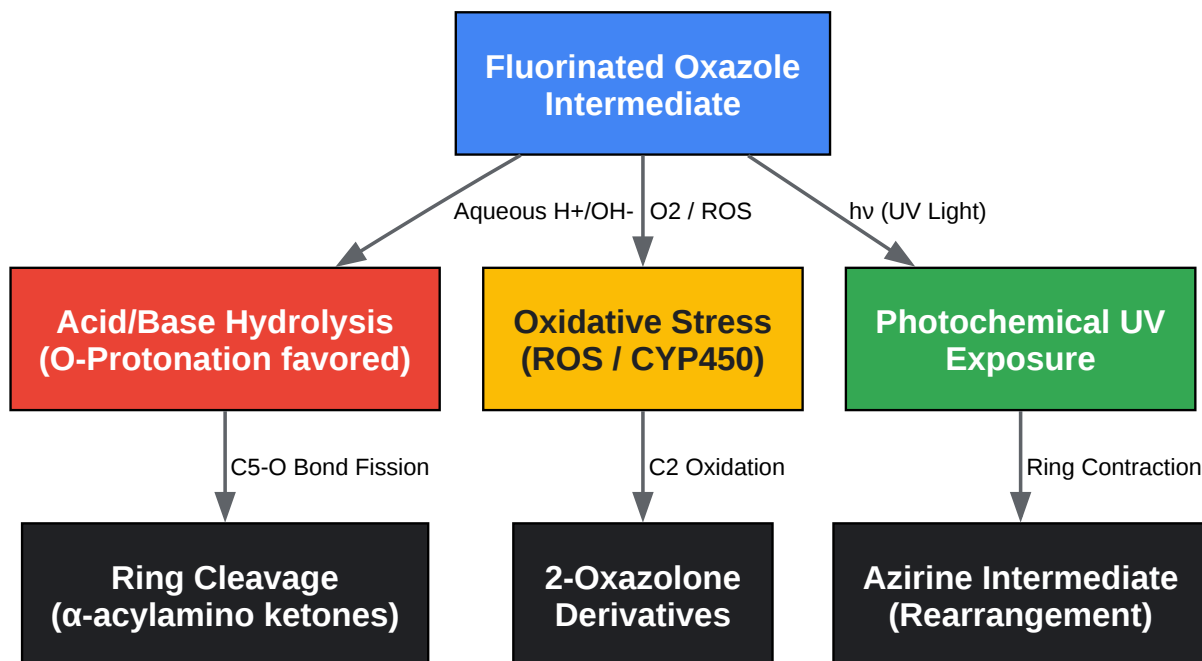 Fluorinated Oxazole
Intermediate
Aqueous H+/OH-
O2 / ROS
hν (UV Light)
Acid/Base Hydrolysis
(O-Protonation favored)
Oxidative Stress
(ROS / CYP450)
Photochemical UV
Exposure
C5-O Bond Fission
C2 Oxidation
Ring Contraction
Ring Cleavage
(α-acylamino ketones)
2-Oxazolone
Derivatives
Azirine Intermediate
(Rearrangement)